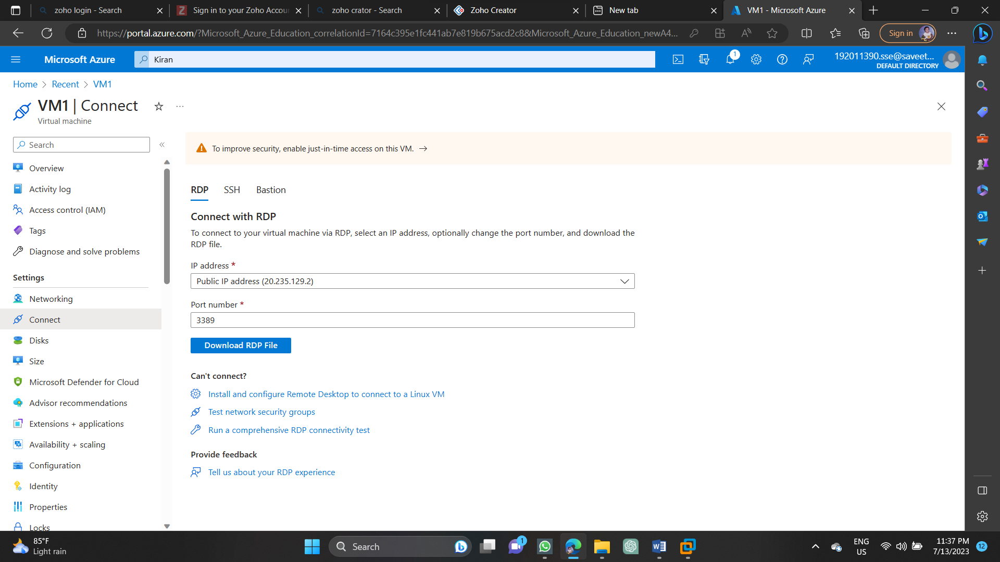 zoho login - Search
Sign in to your Zoho Accou
zoho crator - Search
Zoho Creator
New tab
VM1 - Microsoft Azure
https://portal.azure.com/?Microsoft_Azure_Education_correlationId=7164c395e1fc441ab7e819b675acd2c8&Microsoft_Azure_Education_newA4...
Sign in
Microsoft Azure
Kiran
1
192011390.sse@saveet...
DEFAULT DIRECTORY
Home > Recent > VM1
VM1 | Connect
Virtual machine
Search
Overview
Activity log
Access control (IAM)
Tags
Diagnose and solve problems
Settings
Networking
Connect
Disks
Size
Microsoft Defender for Cloud
Advisor recommendations
Extensions + applications
Availability + scaling
Configuration
Identity
Properties
Locks
To improve security, enable just-in-time access on this VM. →
RDP SSH Bastion
Connect with RDP
To connect to your virtual machine via RDP, select an IP address, optionally change the port number, and download the
RDP file.
IP address *
Public IP address (20.235.129.2)
Port number *
3389
Download RDP File
Can't connect?
Install and configure Remote Desktop to connect to a Linux VM
Test network security groups
Run a comprehensive RDP connectivity test
Provide feedback
Tell us about your RDP experience
85°F
Light rain
Search
1
ENG
US
11:37 PM
7/13/2023
12